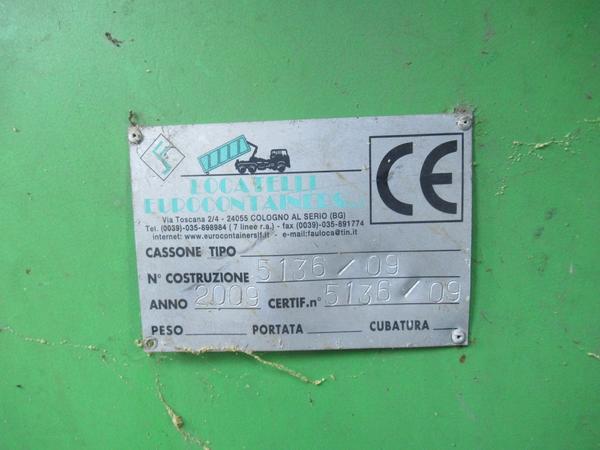 LOCATELLI
EUROCONTAINERS
Via Toscana 2/4 - 24055 COLOGNO AL SERIO (BG)
Tel. (0039)-035-898984 ( 7 linee r.a.) - fax (0039)-035-891774
internet: www.eurocontainerslf.it - e-mail:fauloca@tin.it
CE
CASSONE TIPO
N° COSTRUZIONE 5136/09
ANNO 2009 CERTIF.n° 5136/09
PESO PORTATA CUBATURA